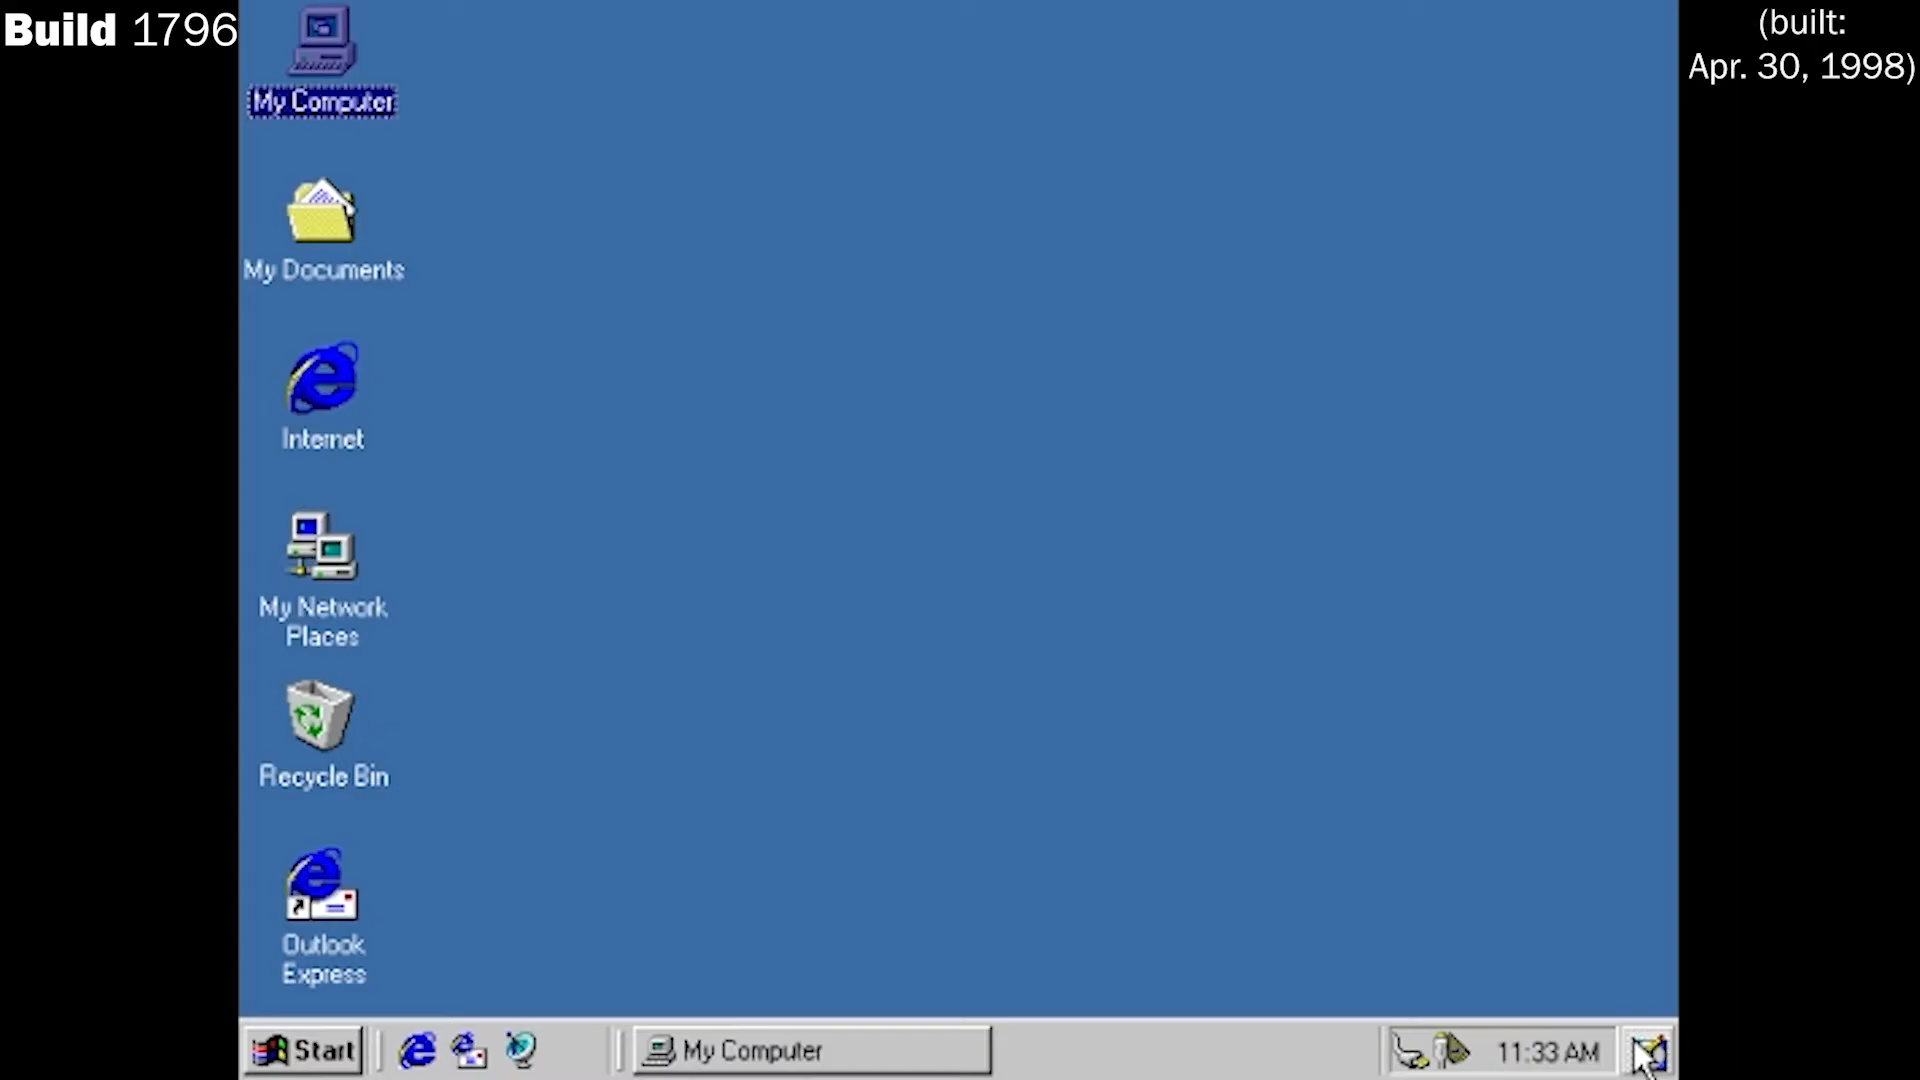 Build 1796
(built:
Apr. 30, 1998)
My Computer
My Documents
Internet
My Network
Places
Recycle Bin
Outlook
Express
Start
My Computer
11:33 AM